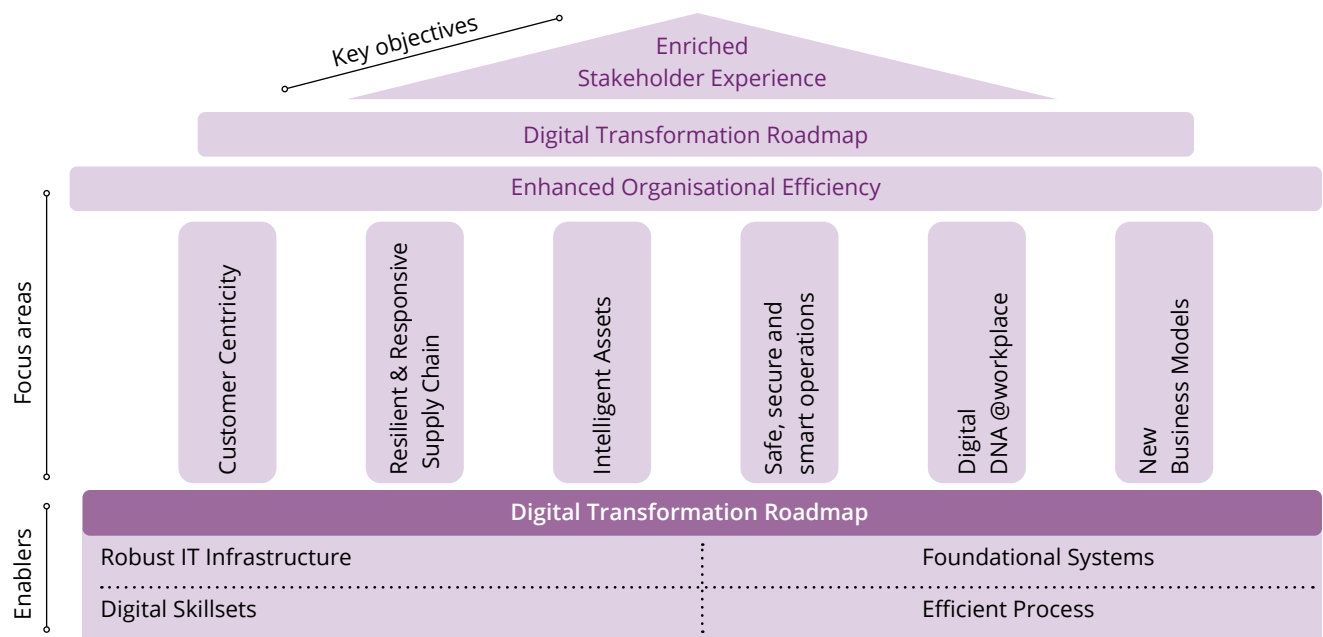 Key objectives
Enriched
Stakeholder Experience
Digital Transformation Roadmap
Enhanced Organisational Efficiency
Focus areas
Customer Centricity
Resilient & Responsive
Supply Chain
Intelligent Assets
Safe, secure and
smart operations
Digital
DNA @workplace
New
Business Models
Enablers
Digital Transformation Roadmap
Robust IT Infrastructure
Foundational Systems
Digital Skillsets
Efficient Process